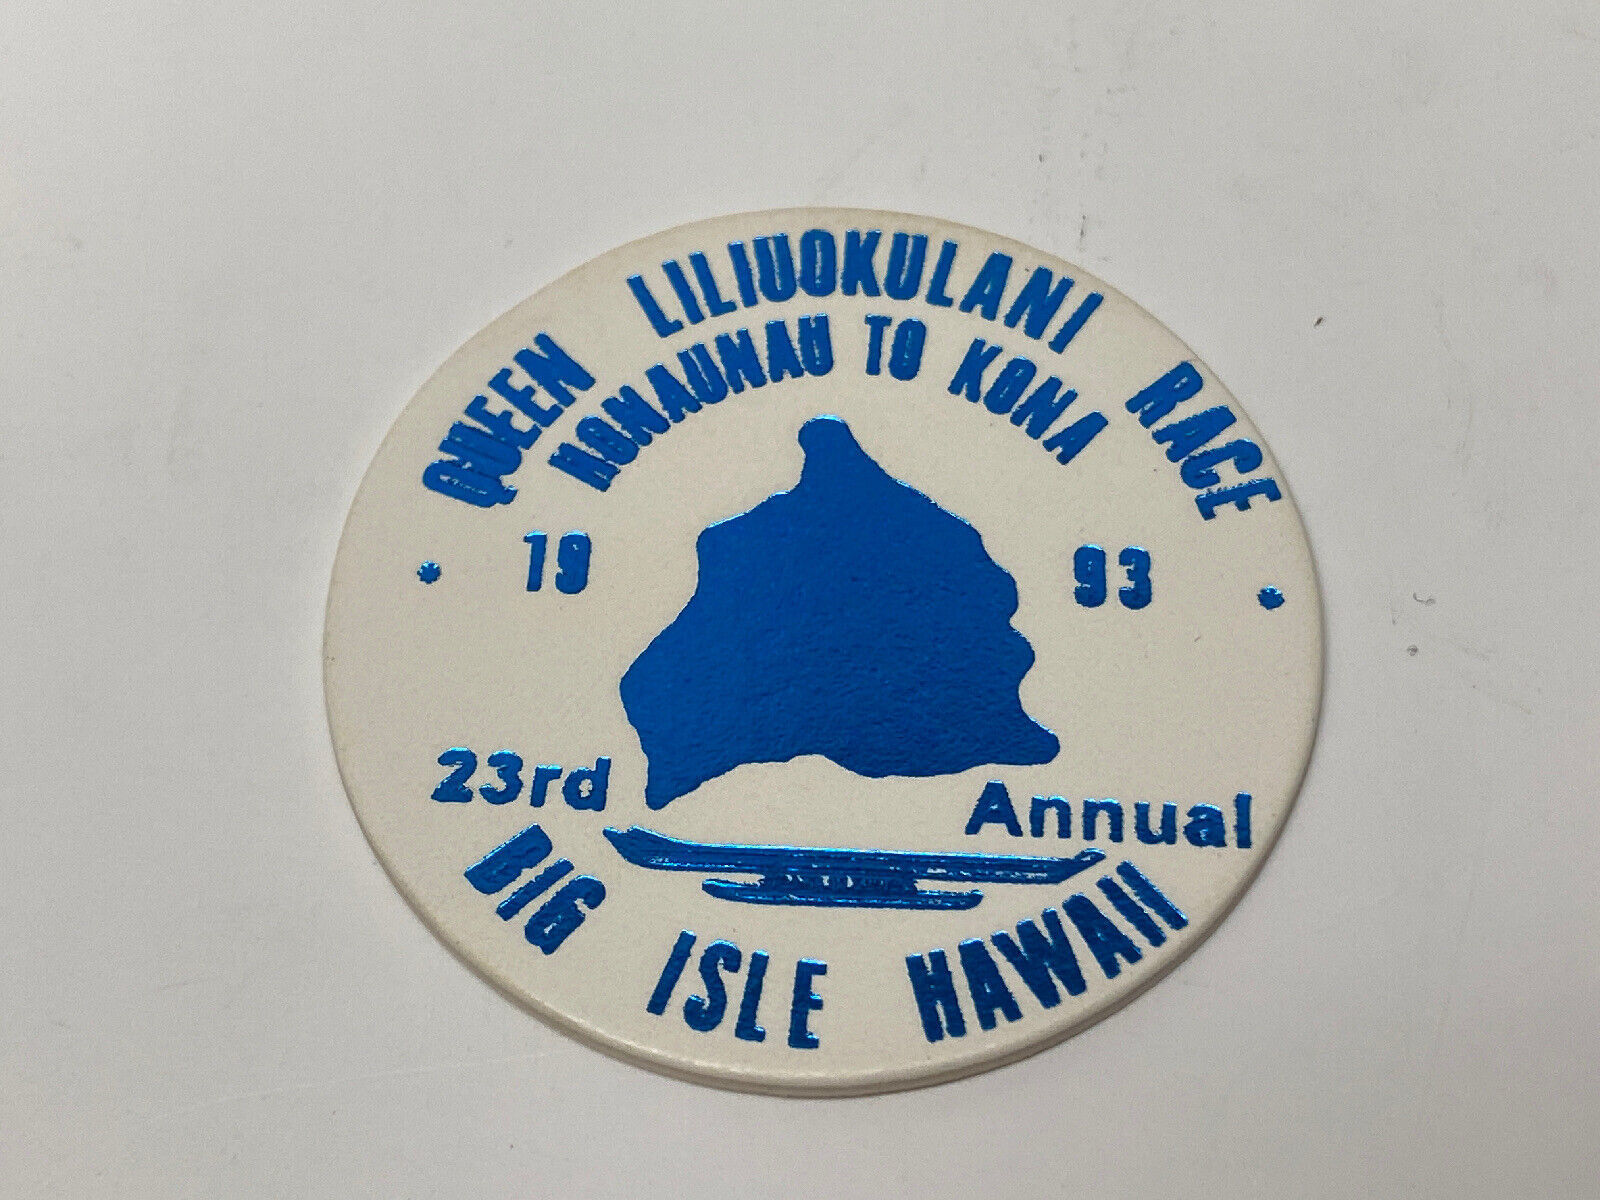 QUEEN LILIUOKULANI RACE
HONAUNAU TO KONA
19 93
23rd Annual
BIG ISLE HAWAII